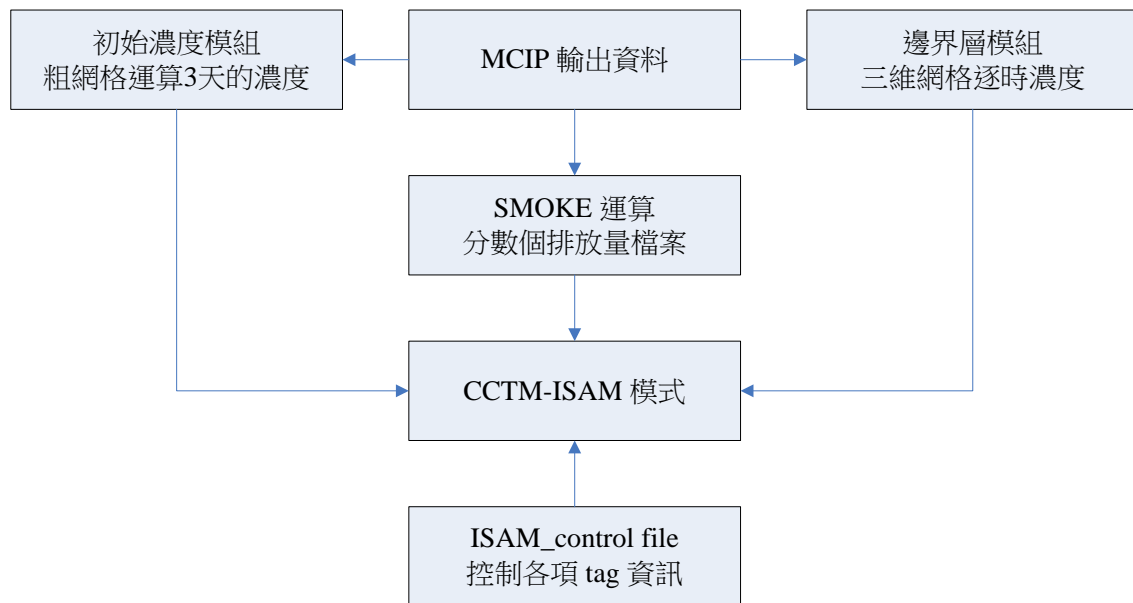 初始濃度模組
粗網格運算3天的濃度
MCIP 輸出資料
邊界層模組
三維網格逐時濃度
SMOKE 運算
分數個排放量檔案
CCTM-ISAM 模式
ISAM_control file
控制各項 tag 資訊